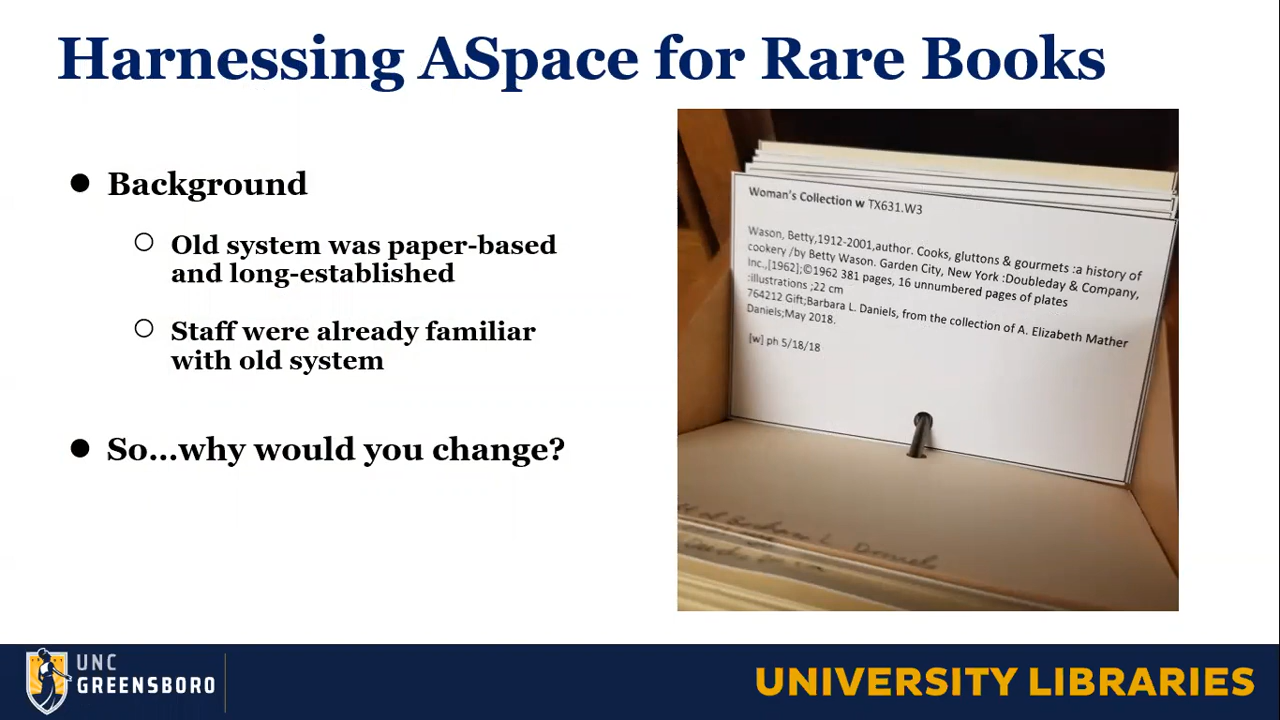 Harnessing ASpace for Rare Books
● Background
○ Old system was paper-based
and long-established
○ Staff were already familiar
with old system
● So...why would you change?
Woman's Collection w TX631.W3
Wason, Betty,1912-2001,author. Cooks, gluttons & gourmets :a history of
cookery /by Betty Wason. Garden City, New York :Doubleday & Company,
Inc.,[1962];©1962 381 pages, 16 unnumbered pages of plates
:illustrations ;22 cm
764212 Gift;Barbara L. Daniels, from the collection of A. Elizabeth Mather
Daniels;May 2018.
[w] ph 5/18/18
Barbara L. Daniels
UNC
GREENSBORO
UNIVERSITY LIBRARIES